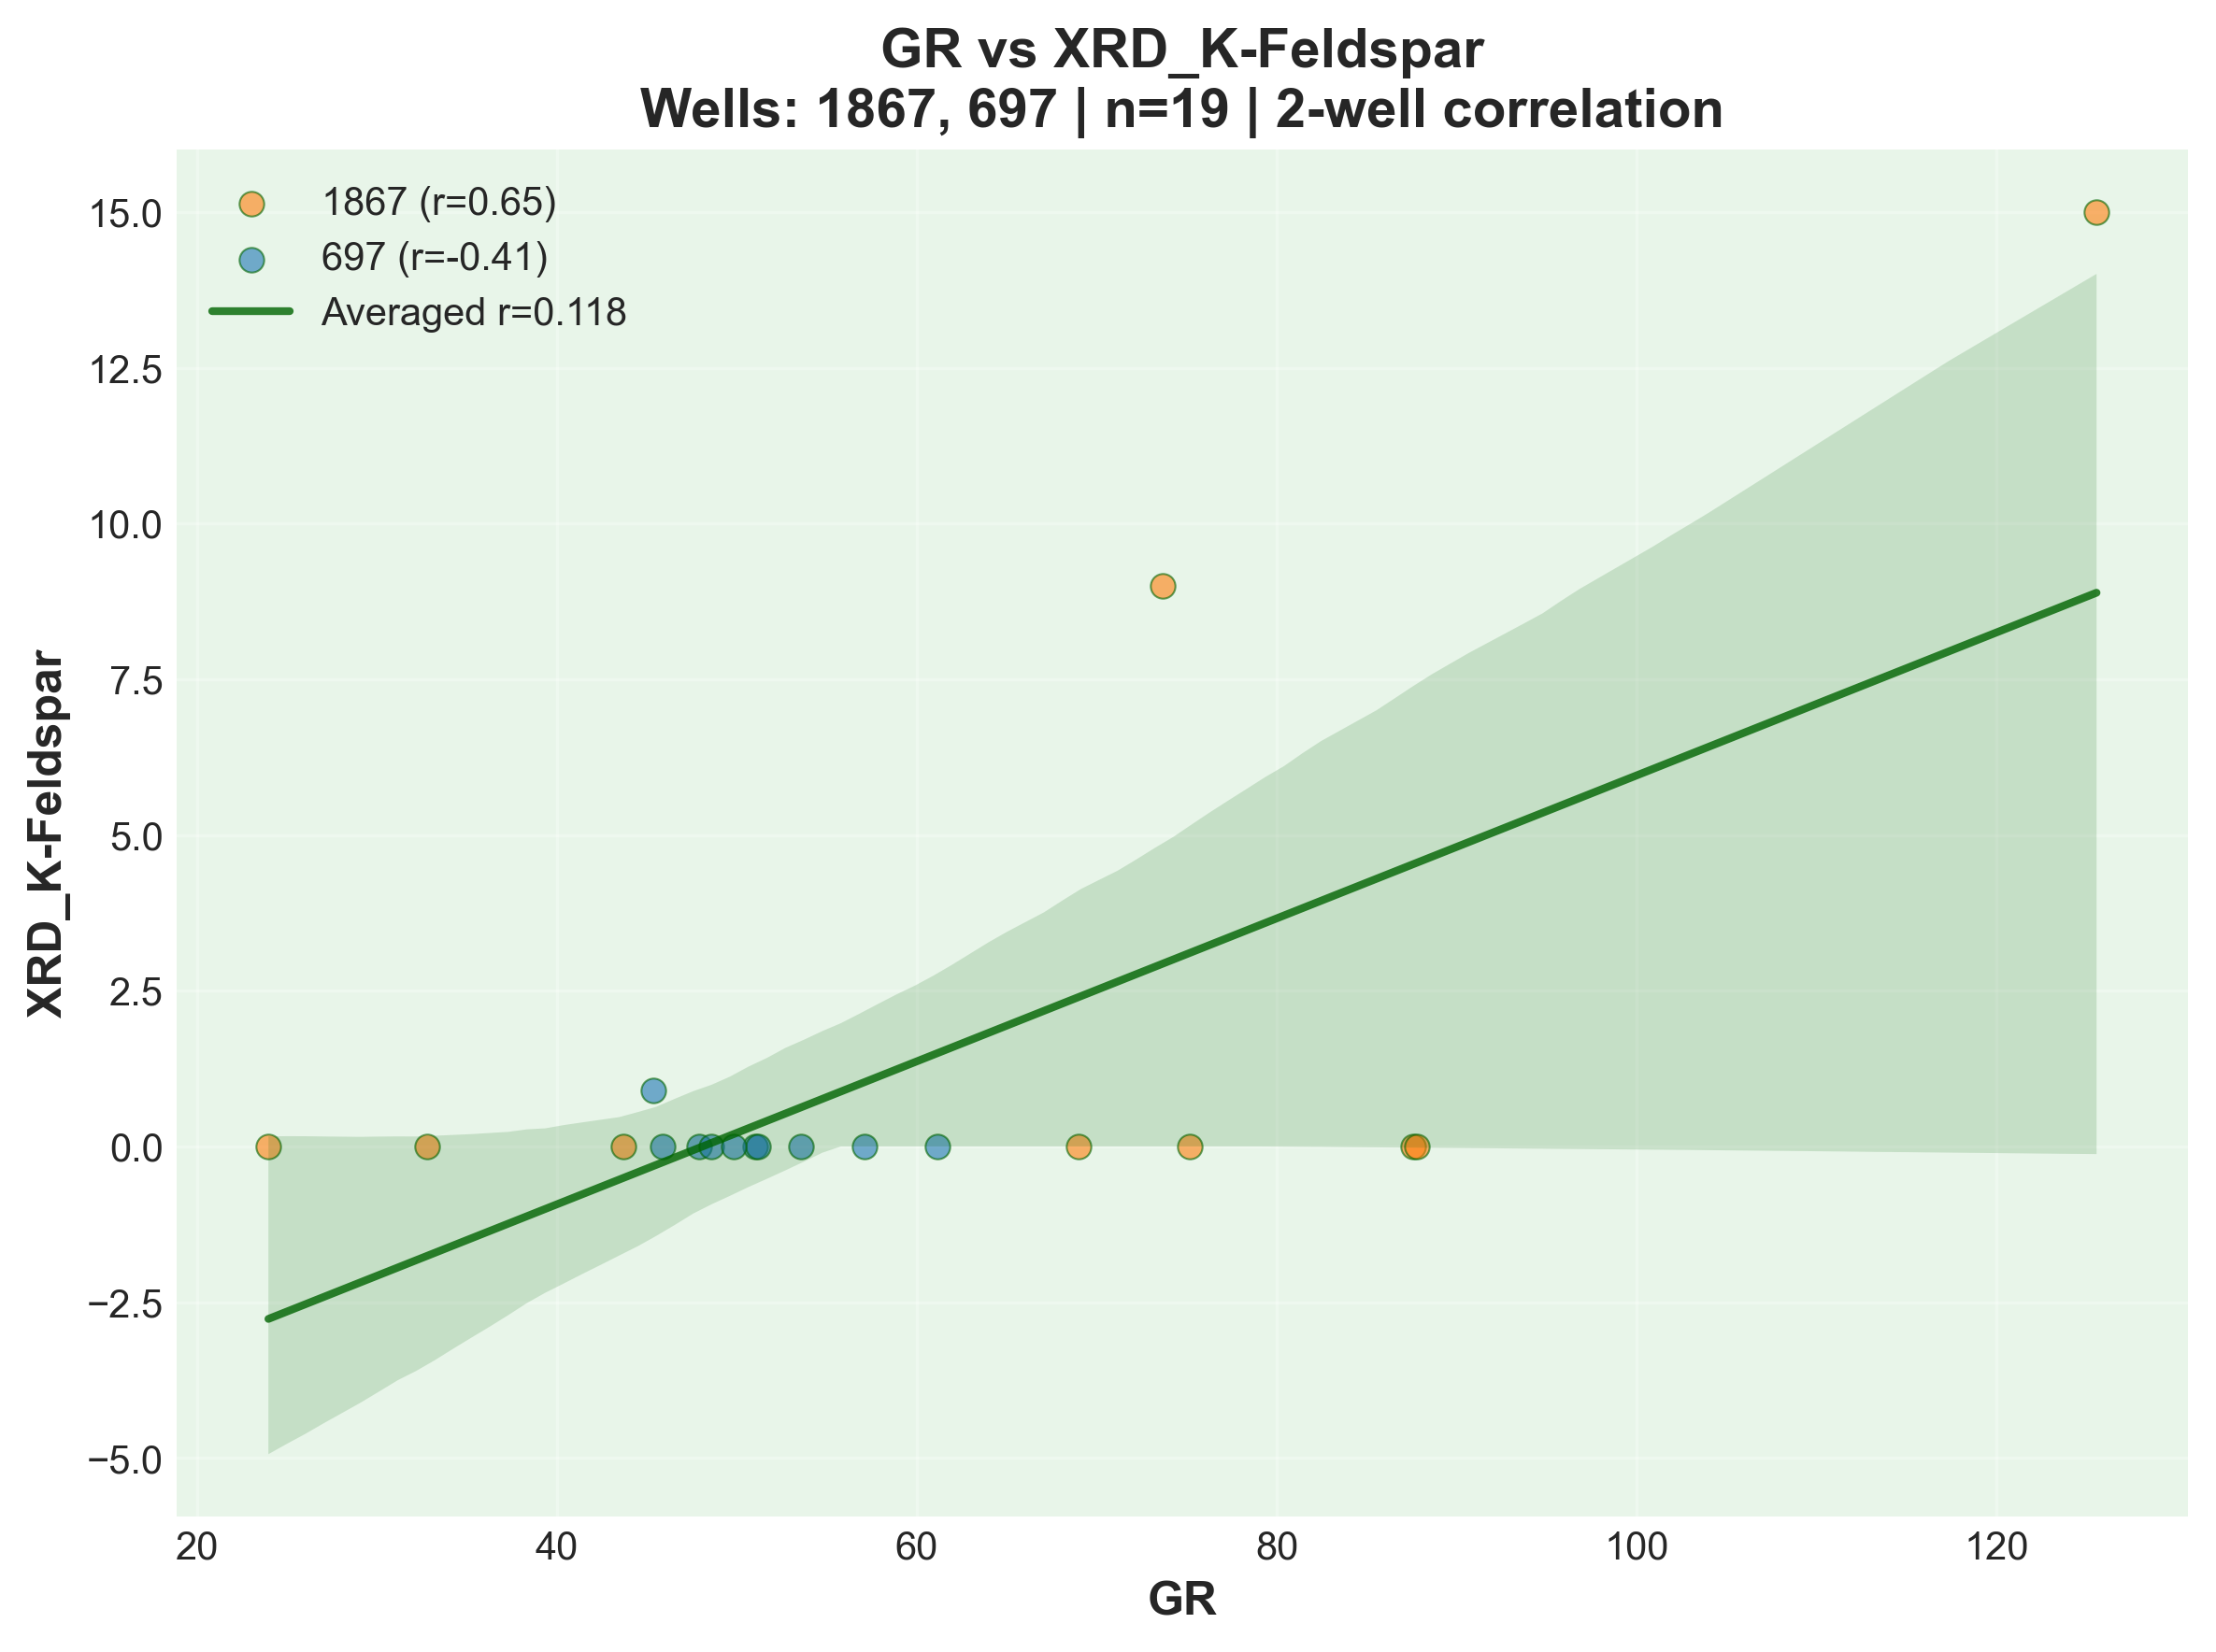 GR vs XRD_K-Feldspar
Wells: 1867, 697 | n=19 | 2-well correlation
1867 (r=0.65)
697 (r=-0.41)
Averaged r=0.118
XRD_K-Feldspar
15.0
12.5
10.0
7.5
5.0
2.5
0.0
−2.5
−5.0
20 40 60 80 100 120
GR